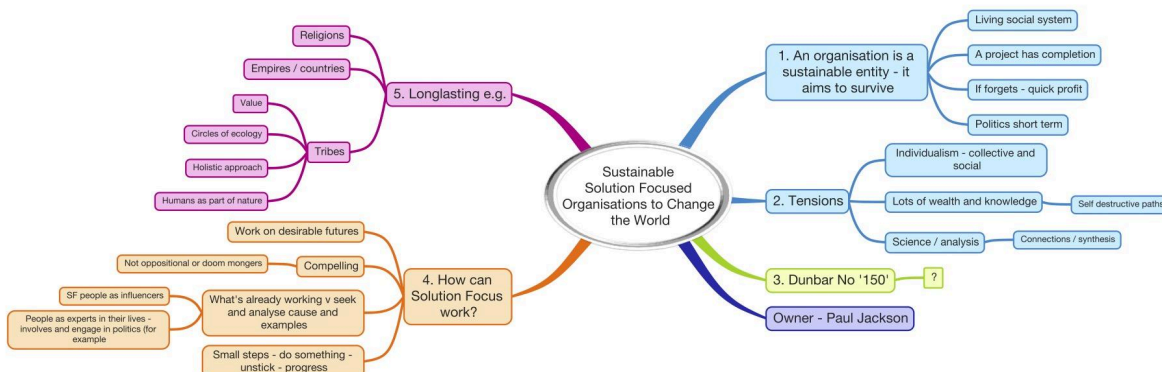 Sustainable
Solution Focused
Organisations to Change
the World
1. An organisation is a
sustainable entity - it
aims to survive
Living social system
A project has completion
If forgets - quick profit
Politics short term
2. Tensions
Individualism - collective and
social
Lots of wealth and knowledge
Self destructive paths
Science / analysis
Connections / synthesis
3. Dunbar No '150'
?
Owner - Paul Jackson
4. How can
Solution Focus
work?
Work on desirable futures
Compelling
Not oppositional or doom mongers
What's already working v seek
and analyse cause and
examples
SF people as influencers
People as experts in their lives -
involves and engage in politics (for
example
Small steps - do something -
unstick - progress
5. Longlasting e.g.
Religions
Empires / countries
Tribes
Value
Circles of ecology
Holistic approach
Humans as part of nature